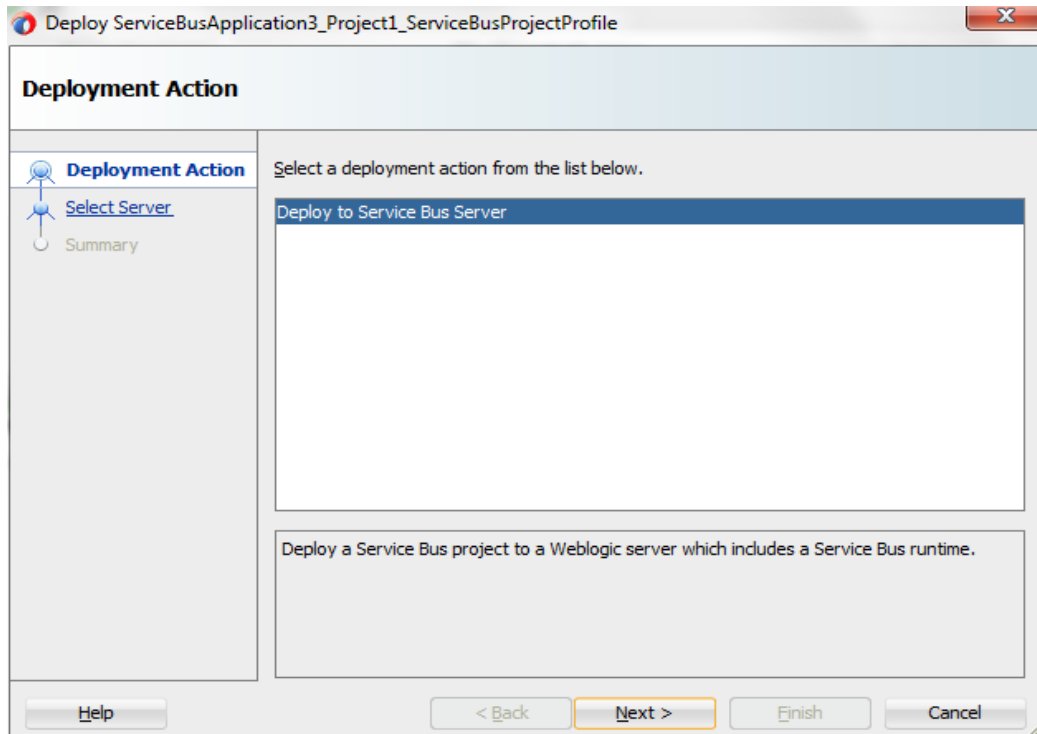 Deploy ServiceBusApplication3_Project1_ServiceBusProjectProfile
Deployment Action
Deployment Action
Select Server
Summary
Select a deployment action from the list below.
Deploy to Service Bus Server
Deploy a Service Bus project to a Weblogic server which includes a Service Bus runtime.
Help
< Back
Next >
Finish
Cancel